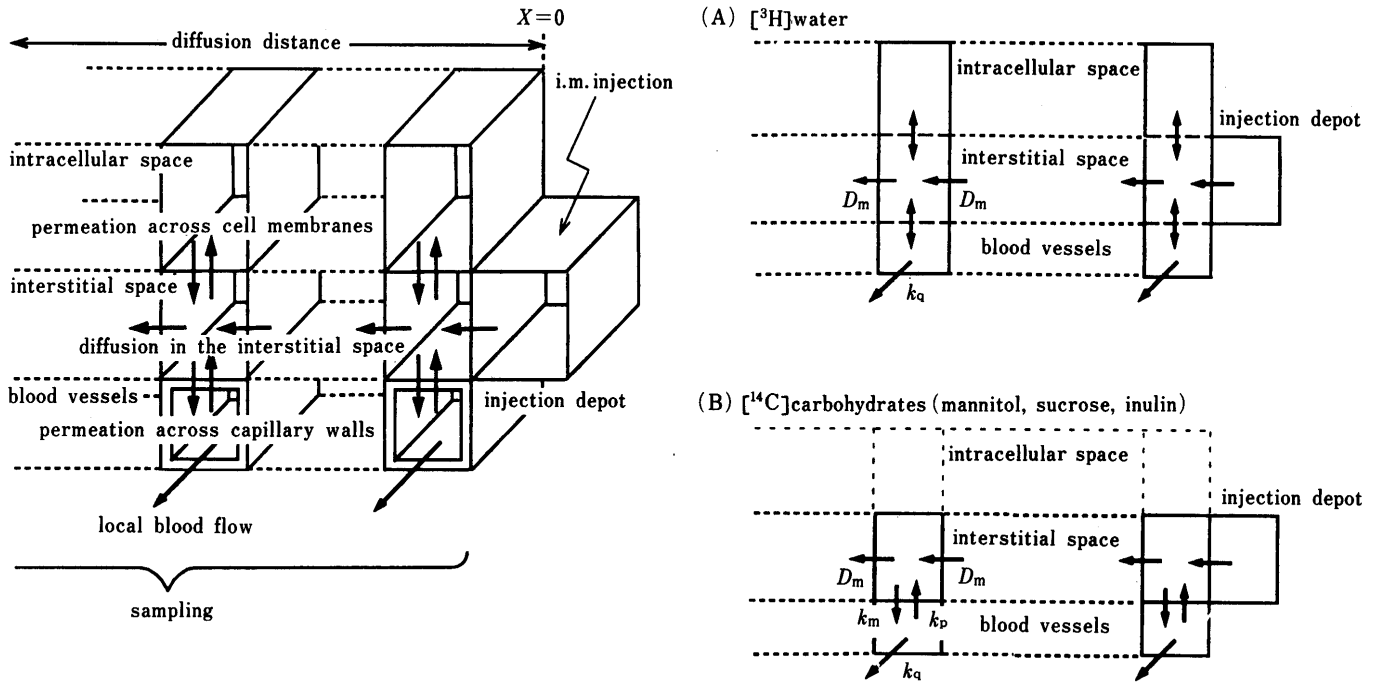 X=0
diffusion distance
i.m. injection
intracellular space
permeation across cell membranes
interstitial space
diffusion in the interstitial space
blood vessels
injection depot
permeation across capillary walls
local blood flow
sampling
(A) [³H]water
intracellular space
injection depot
interstitial space
Dm
Dm
blood vessels
kq
(B) [¹⁴C]carbohydrates (mannitol, sucrose, inulin)
intracellular space
injection depot
interstitial space
Dm
Dm
km
kp
blood vessels
kq